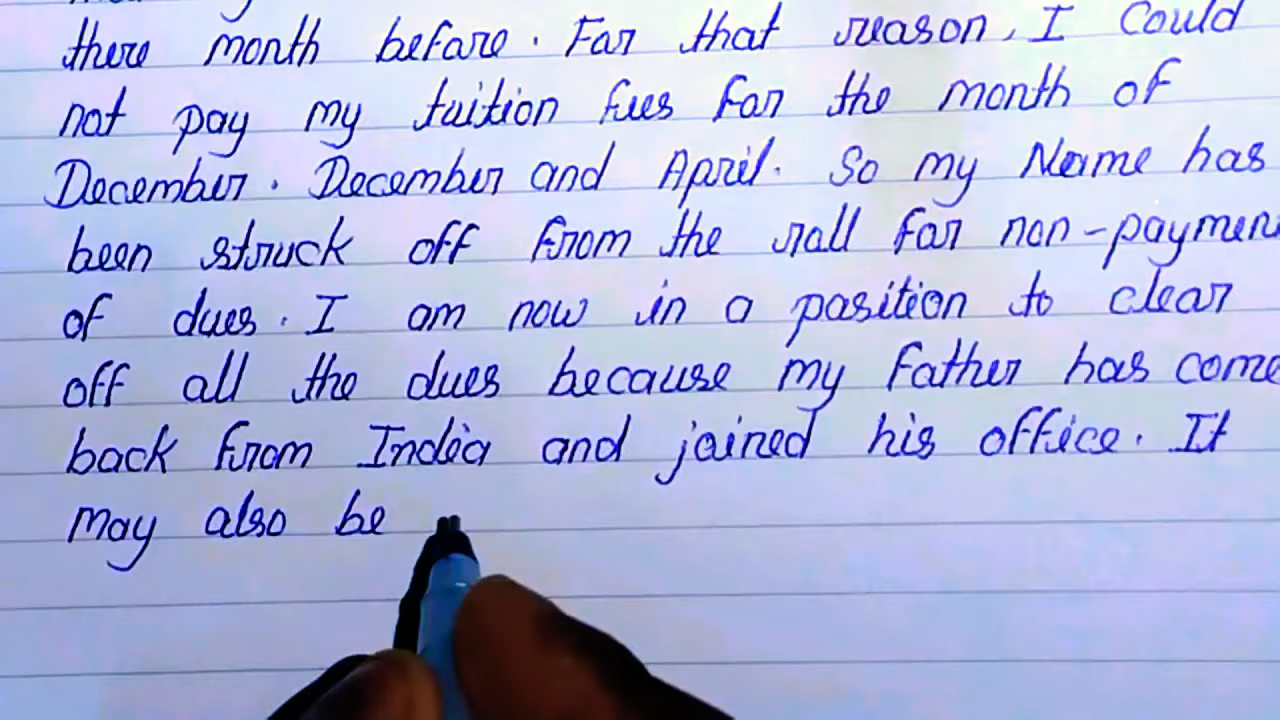 there month before. For that reason, I Could
not pay my tuition fees for the month of
December. December and April. So my Name has
been struck off from the roll for non-paymen
of dues. I am now in a position to clear
off all the dues because my Father has come
back from India and joined his office. It
may also be